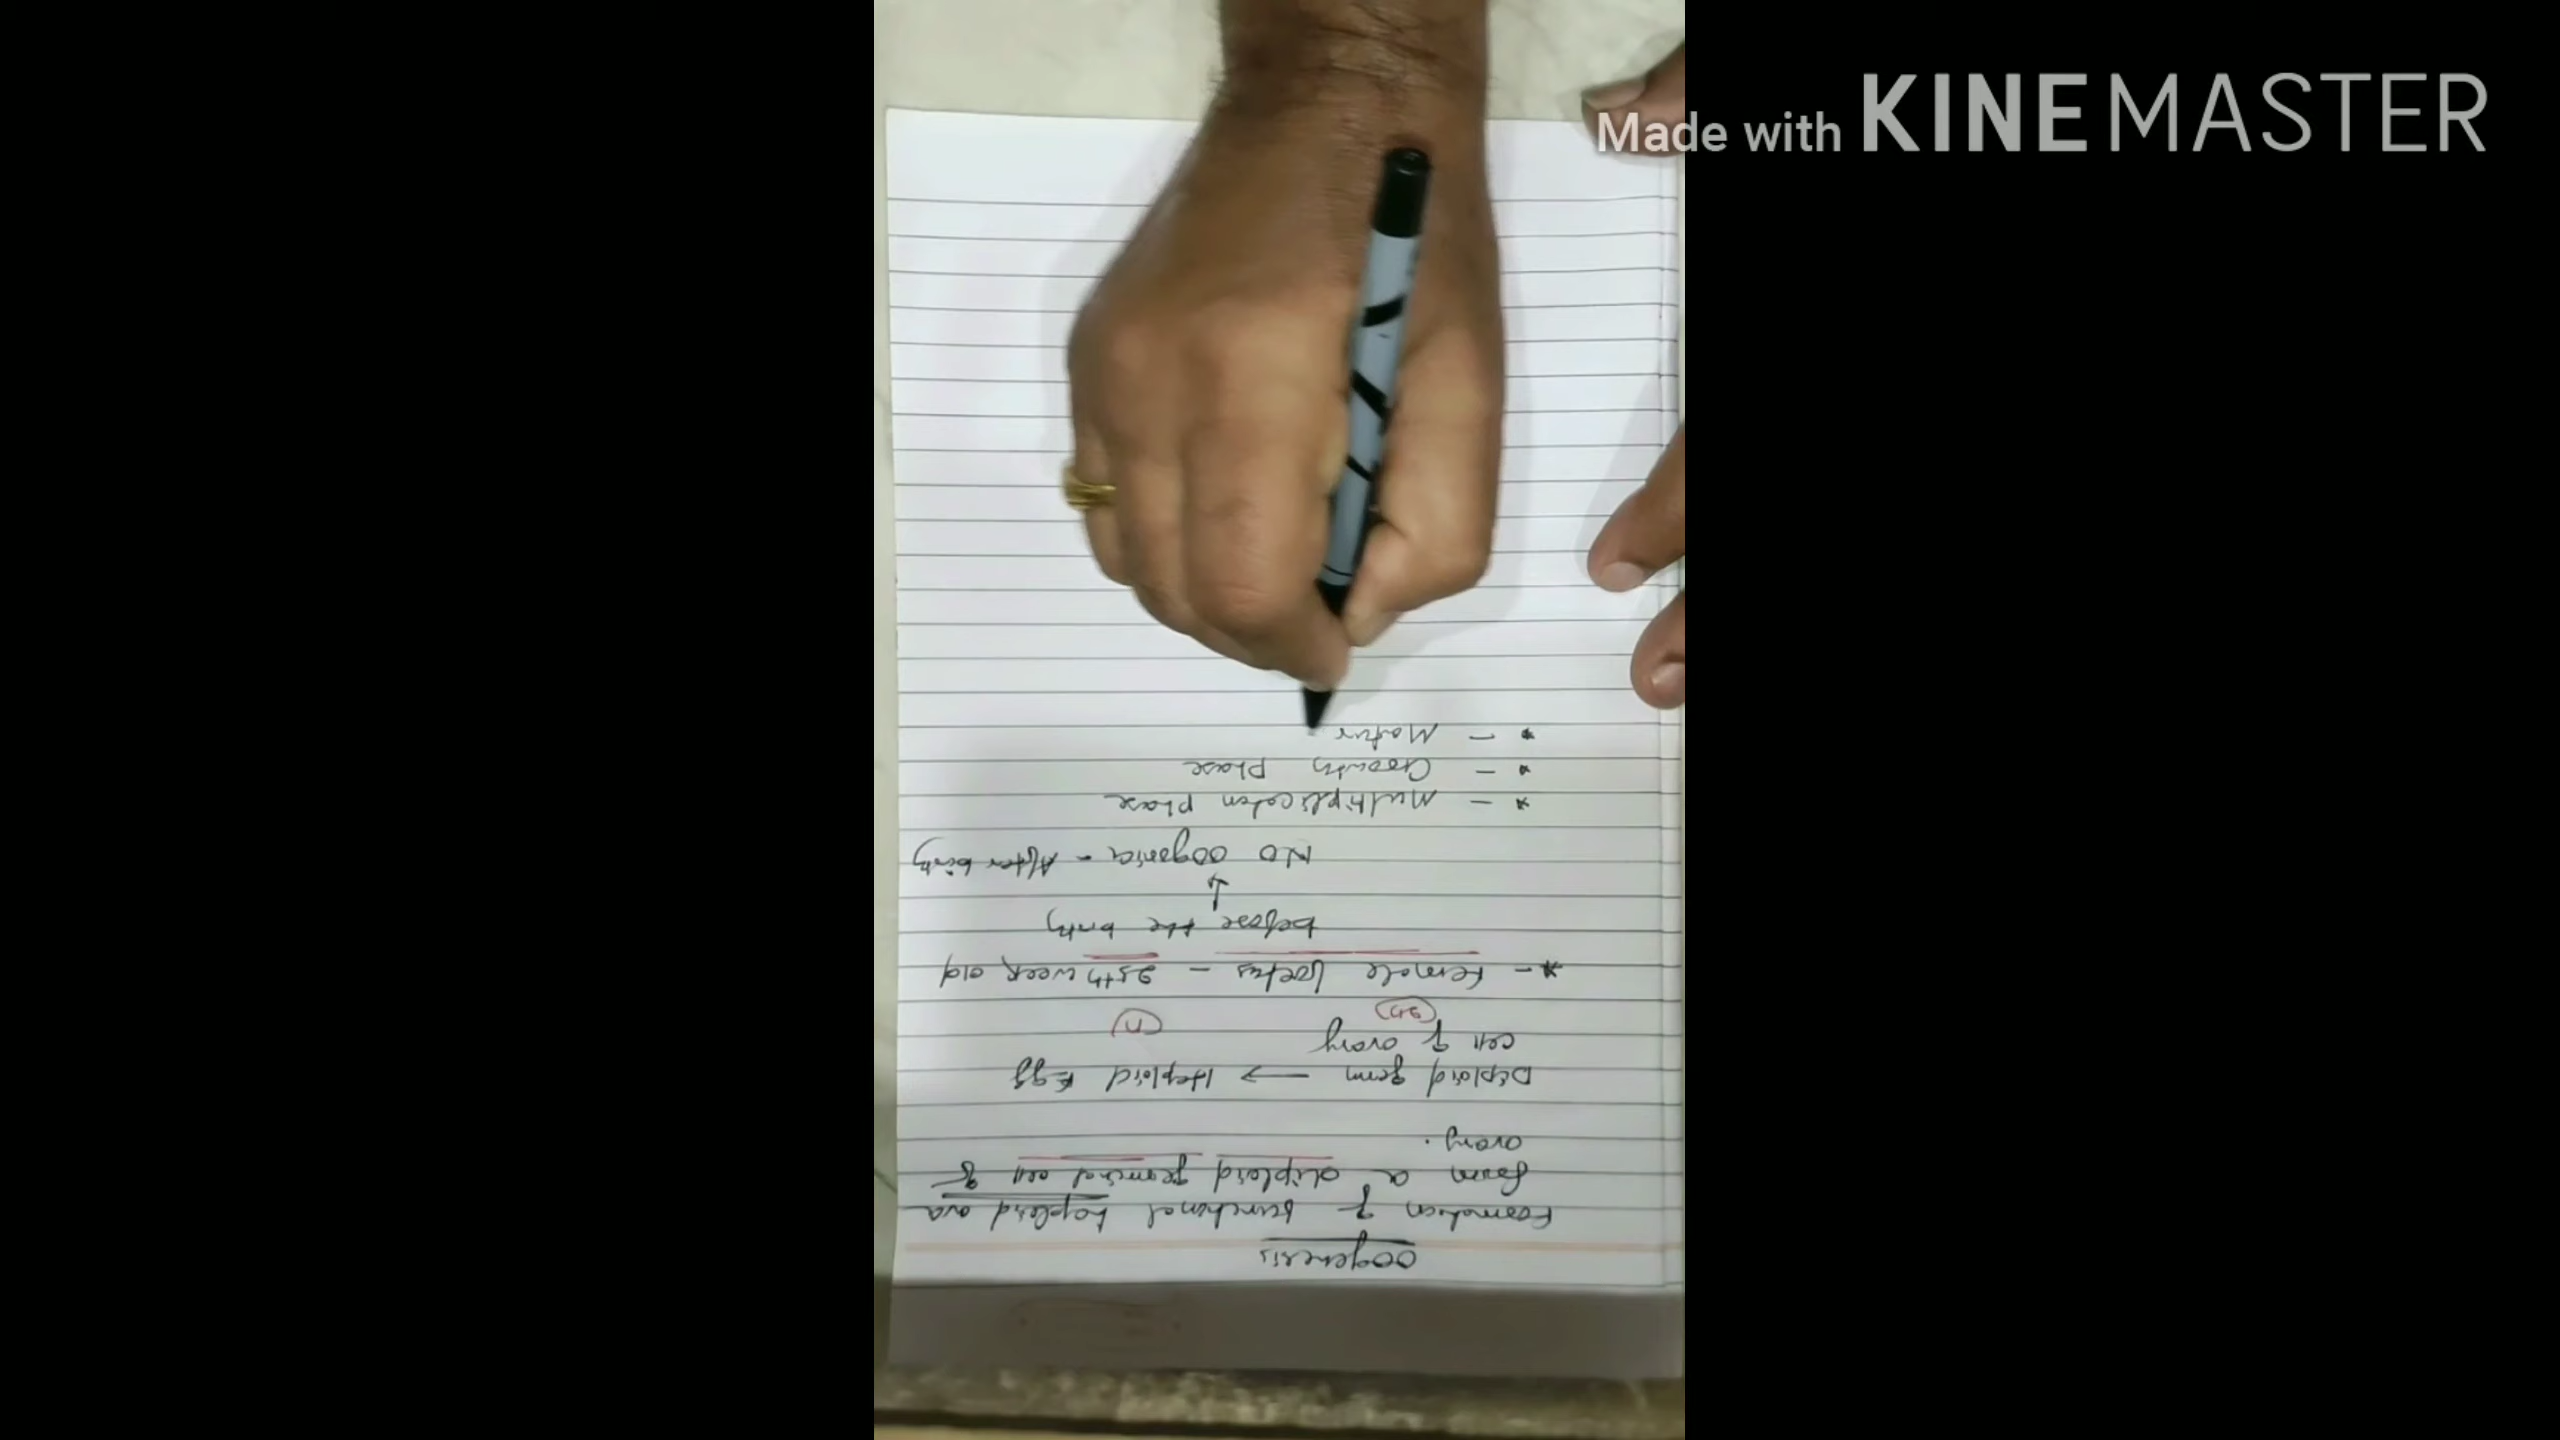 Made with KINEMASTER
oogenesis
Formation of functional haploid ova
from a diploid germinal cell of
ovary.
Diploid germ → Haploid Egg
cell of ovary
(2n) (n)
* - Female foetus - 25th week old
before the birth
↓
No oogonia - After birth
* - Multiplication phase
* - Growth phase
* - Matur